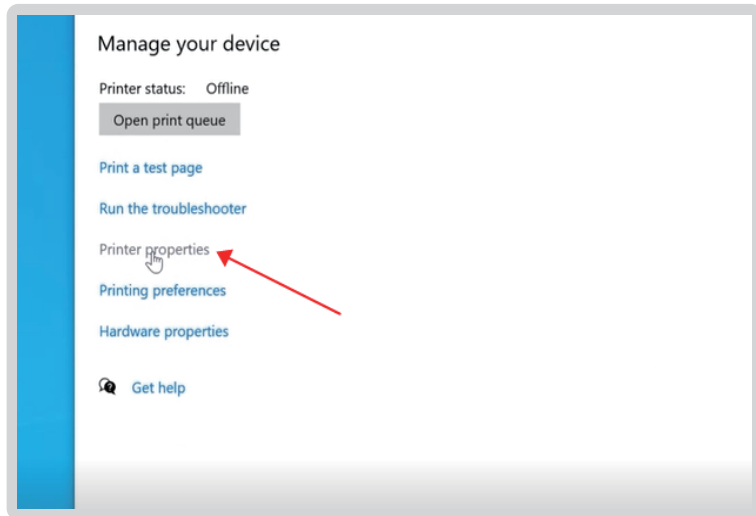 Manage your device
Printer status: Offline
Open print queue
Print a test page
Run the troubleshooter
Printer properties
Printing preferences
Hardware properties
Get help